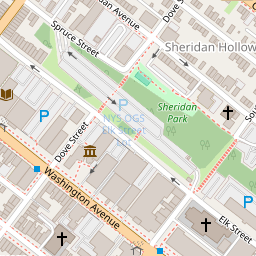 Spruce Street
Avenue
Dove Street
Sheridan Hollow
P
NYS OGS
Elk Street
Lot
Sheridan
Park
P
Dove Street
Washington Avenue
P
P
Elk Street